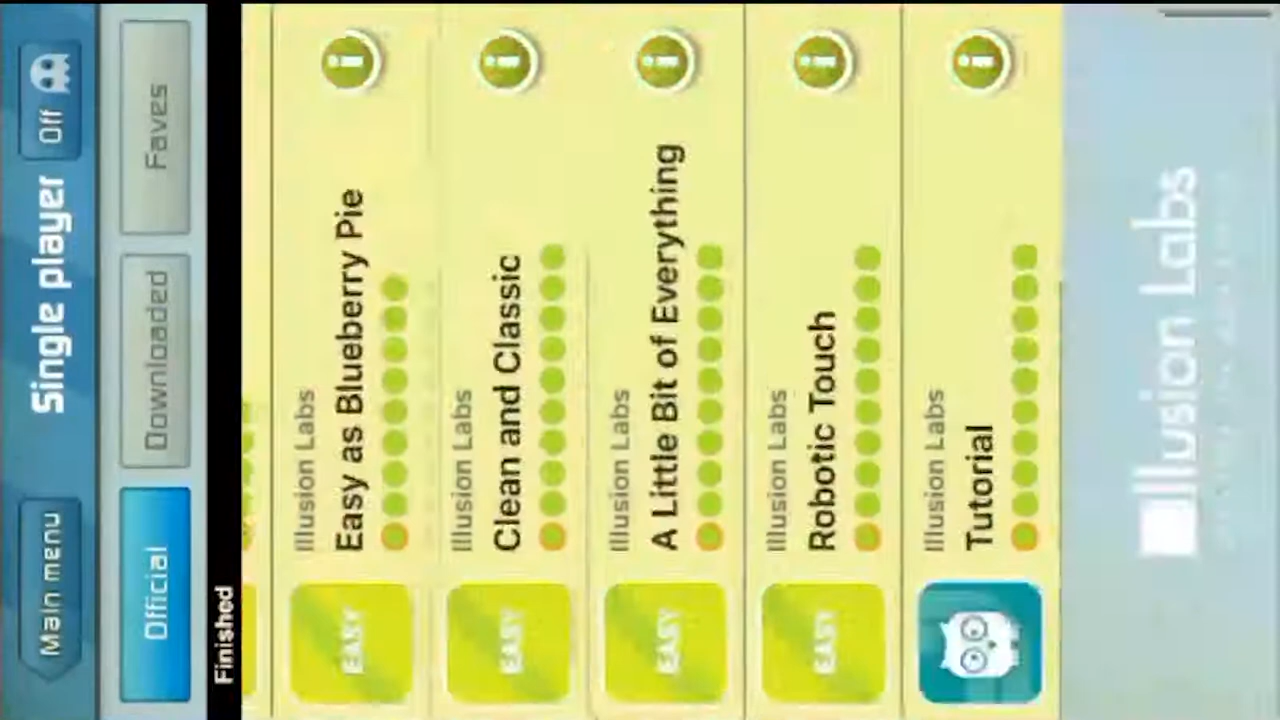 Main menu
Single player
Off
Official
Downloaded
Faves
Finished
Illusion Labs
Easy as Blueberry Pie
EASY
Illusion Labs
Clean and Classic
EASY
Illusion Labs
A Little Bit of Everything
EASY
Illusion Labs
Robotic Touch
EASY
Illusion Labs
Tutorial
Illusion Labs